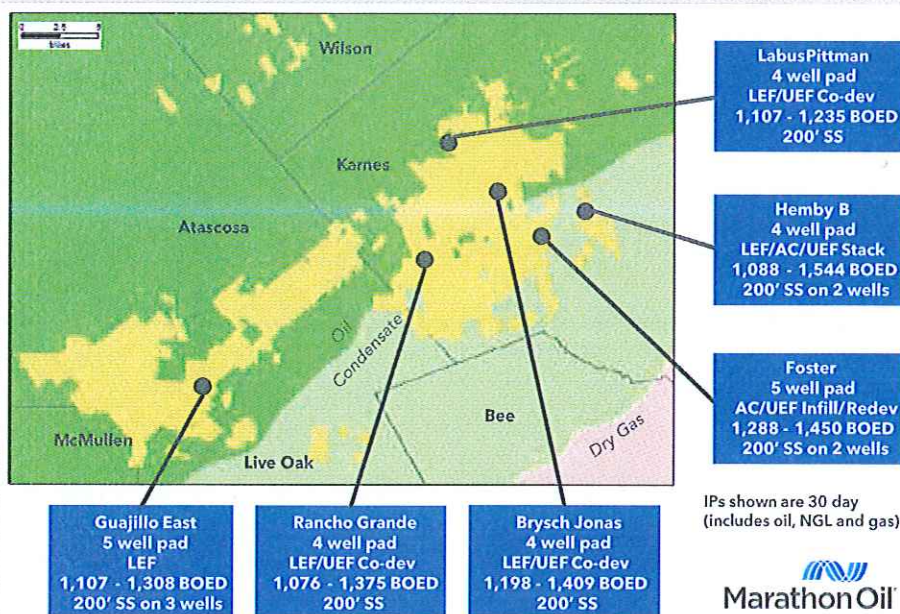 0 2.5 5
Miles
Wilson
Karnes
Atascosa
Oil
Condensate
McMullen
Live Oak
Bee
Dry Gas
LabusPittman
4 well pad
LEF/UEF Co-dev
1,107 - 1,235 BOED
200' SS
Hemby B
4 well pad
LEF/AC/UEF Stack
1,088 - 1,544 BOED
200' SS on 2 wells
Foster
5 well pad
AC/UEF Infill/Redev
1,288 - 1,450 BOED
200' SS on 2 wells
Guajillo East
5 well pad
LEF
1,107 - 1,308 BOED
200' SS on 3 wells
Rancho Grande
4 well pad
LEF/UEF Co-dev
1,076 - 1,375 BOED
200' SS
Brysch Jonas
4 well pad
LEF/UEF Co-dev
1,198 - 1,409 BOED
200' SS
IPs shown are 30 day
(includes oil, NGL and gas)
Marathon Oil